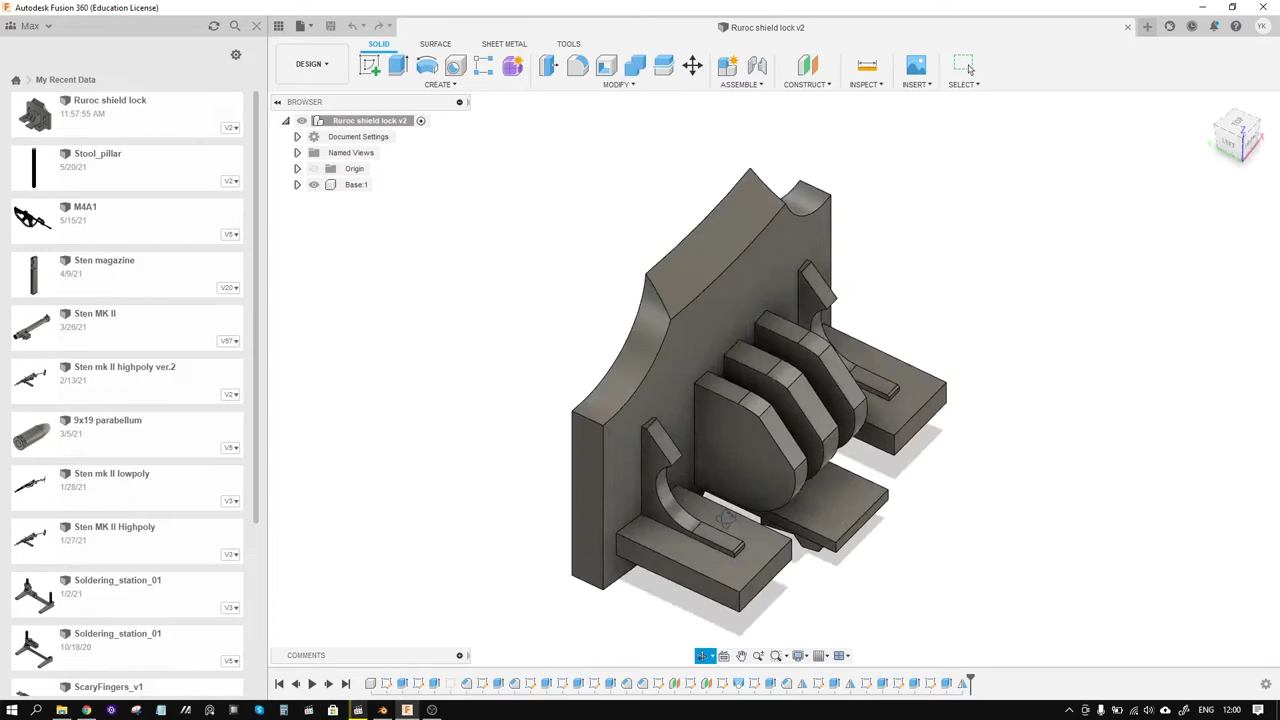 Autodesk Fusion 360 (Education License)
Max
Ruroc shield lock v2
YK
My Recent Data
Ruroc shield lock
11:57:55 AM
V2
Stool_pillar
5/20/21
V2
M4A1
5/15/21
V5
Sten magazine
4/9/21
V20
Sten MK II
3/26/21
V57
Sten mk II highpoly ver.2
2/13/21
V2
9x19 parabellum
3/5/21
V5
Sten mk II lowpoly
1/28/21
V3
Sten MK II Highpoly
1/27/21
V3
Soldering_station_01
1/2/21
V3
Soldering_station_01
10/18/20
V5
ScaryFingers_v1
DESIGN
SOLID
SURFACE
SHEET METAL
TOOLS
CREATE
MODIFY
ASSEMBLE
CONSTRUCT
INSPECT
INSERT
SELECT
BROWSER
Ruroc shield lock v2
Document Settings
Named Views
Origin
Base:1
LEFT
Z
X
COMMENTS
ENG
12:00